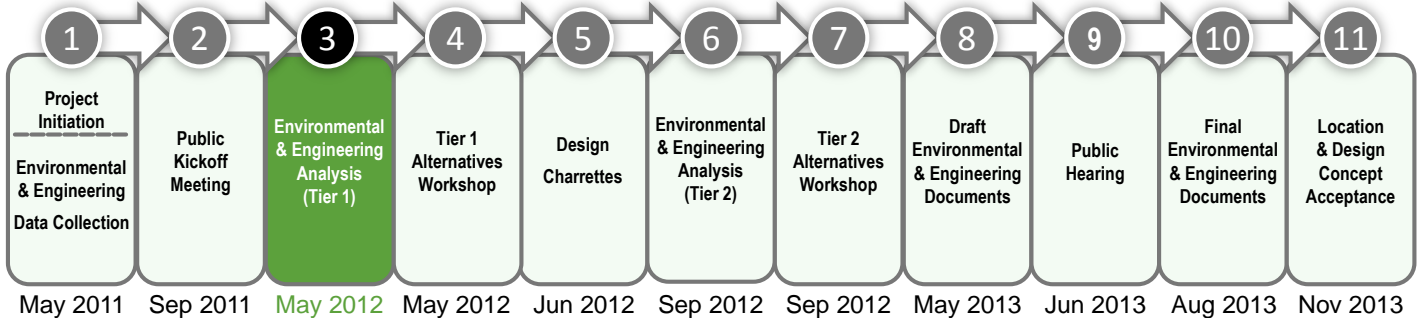 1
Project
Initiation
Environmental
& Engineering
Data Collection
May 2011
2
Public
Kickoff
Meeting
Sep 2011
3
Environmental
& Engineering
Analysis
(Tier 1)
May 2012
4
Tier 1
Alternatives
Workshop
May 2012
5
Design
Charrettes
Jun 2012
6
Environmental
& Engineering
Analysis
(Tier 2)
Sep 2012
7
Tier 2
Alternatives
Workshop
Sep 2012
8
Draft
Environmental
& Engineering
Documents
May 2013
9
Public
Hearing
Jun 2013
10
Final
Environmental
& Engineering
Documents
Aug 2013
11
Location
& Design
Concept
Acceptance
Nov 2013